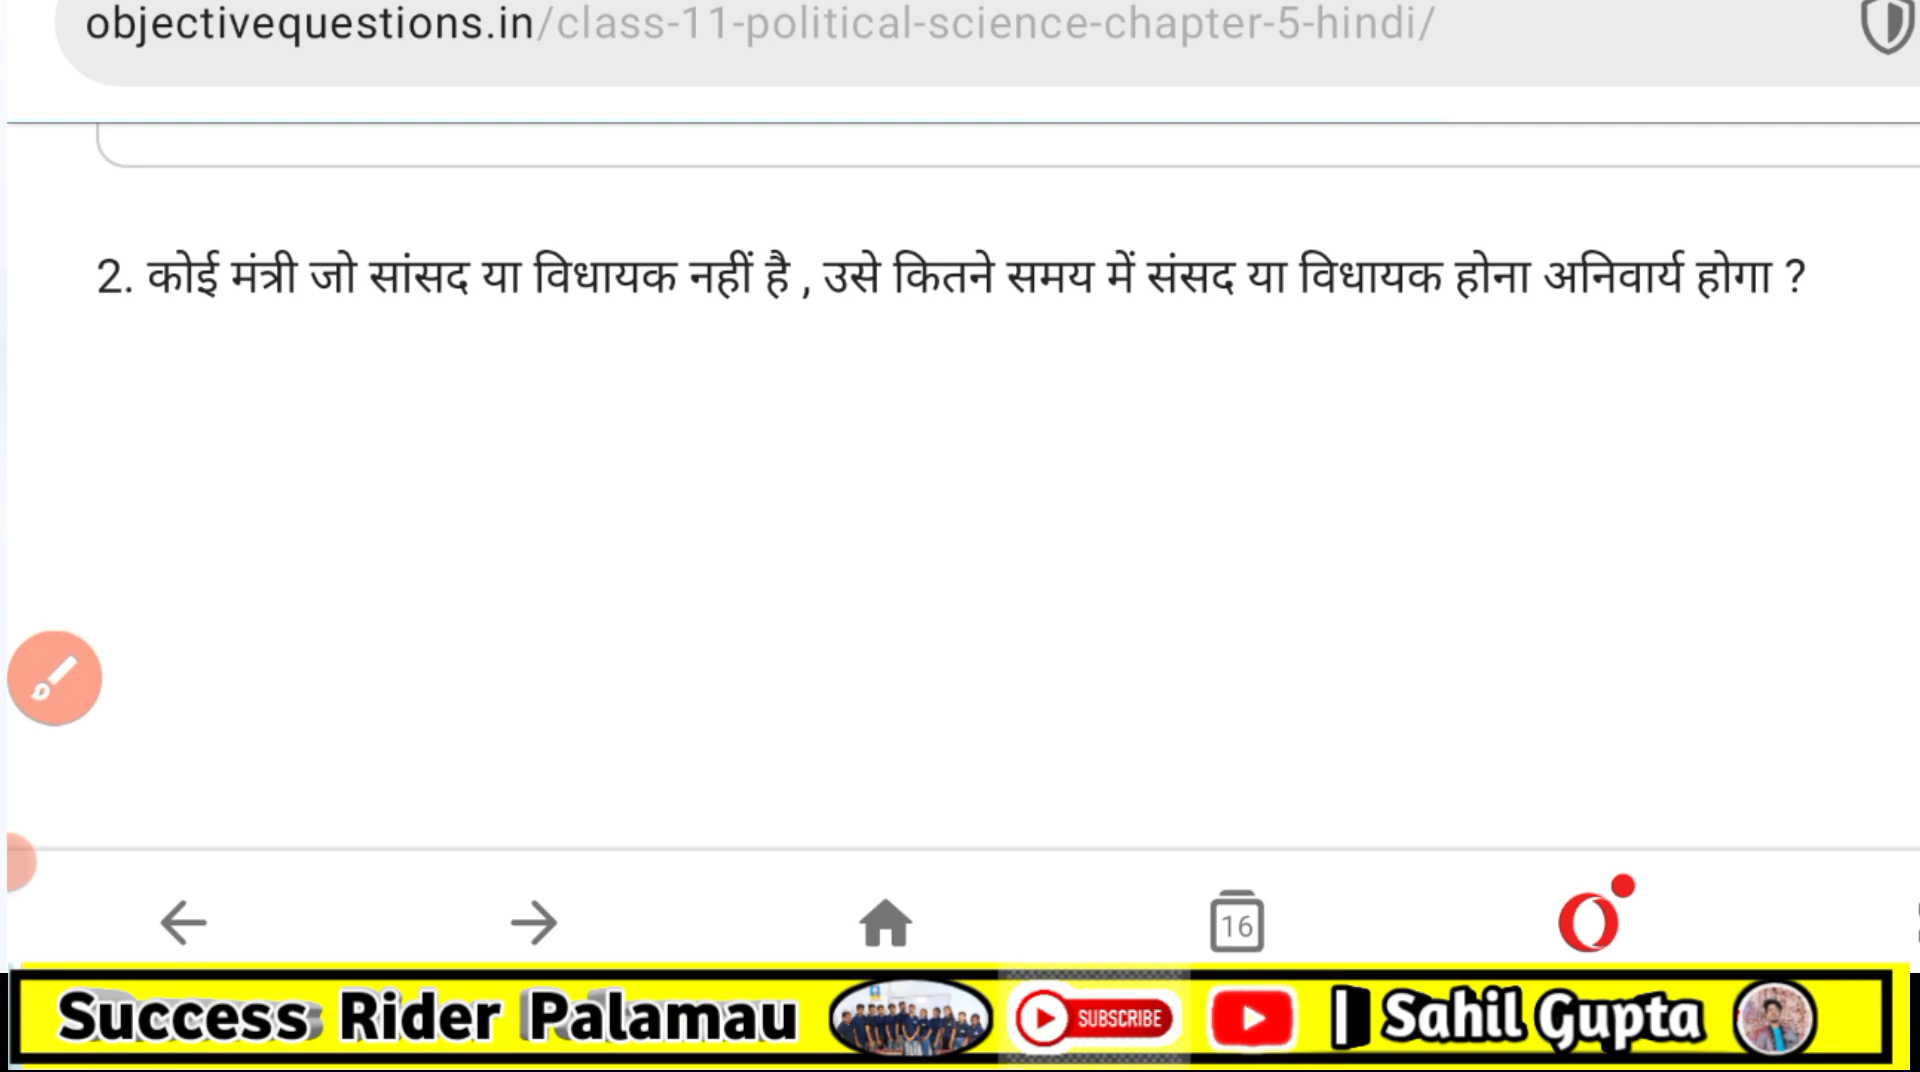 objectivequestions.in/class-11-political-science-chapter-5-hindi/
2. कोई मंत्री जो सांसद या विधायक नहीं है , उसे कितने समय में संसद या विधायक होना अनिवार्य होगा ?
16
Success Rider Palamau SUBSCRIBE Sahil Gupta